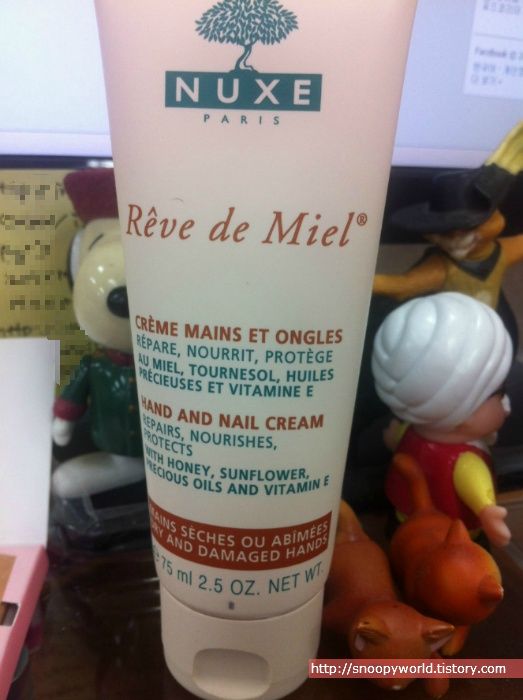 NUXE
PARIS
Rêve de Miel®
CRÈME MAINS ET ONGLES
RÉPARE, NOURRIT, PROTÈGE
AU MIEL, TOURNESOL, HUILES
PRÉCIEUSES ET VITAMINE E
HAND AND NAIL CREAM
REPAIRS, NOURISHES,
PROTECTS
WITH HONEY, SUNFLOWER,
PRECIOUS OILS AND VITAMIN E
MAINS SÈCHES OU ABÎMÉES
DRY AND DAMAGED HANDS
75 ml 2.5 OZ. NET WT.
http://snoopyworld.tistory.com